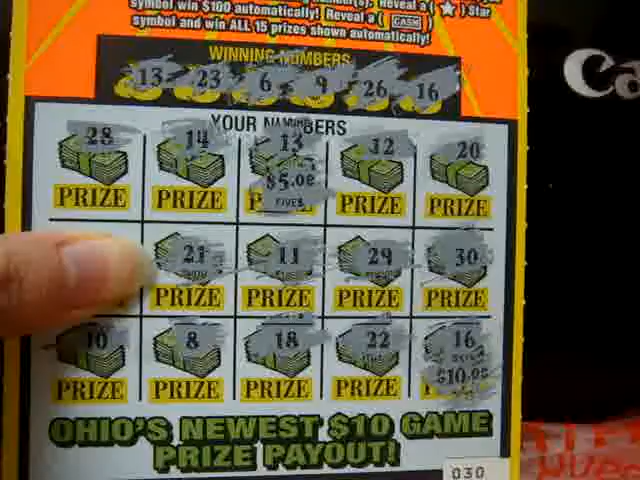 symbol win $100 automatically! Reveal a ( ) Star
symbol and win ALL 15 prizes shown automatically!
CASH
WINNING NUMBERS
13 23 6 9 26 16
YOUR NUMBERS
28 14 13 12 20
$5.00
FIVE$
PRIZE PRIZE P PRIZE PRIZE
21 11 29 30
PRIZE PRIZE PRIZE PRIZE
10 8 18 22 16
$10.00
PRIZE PRIZE PRIZE PRIZE
OHIO'S NEWEST $10 GAME
PRIZE PAYOUT!
030
Ca